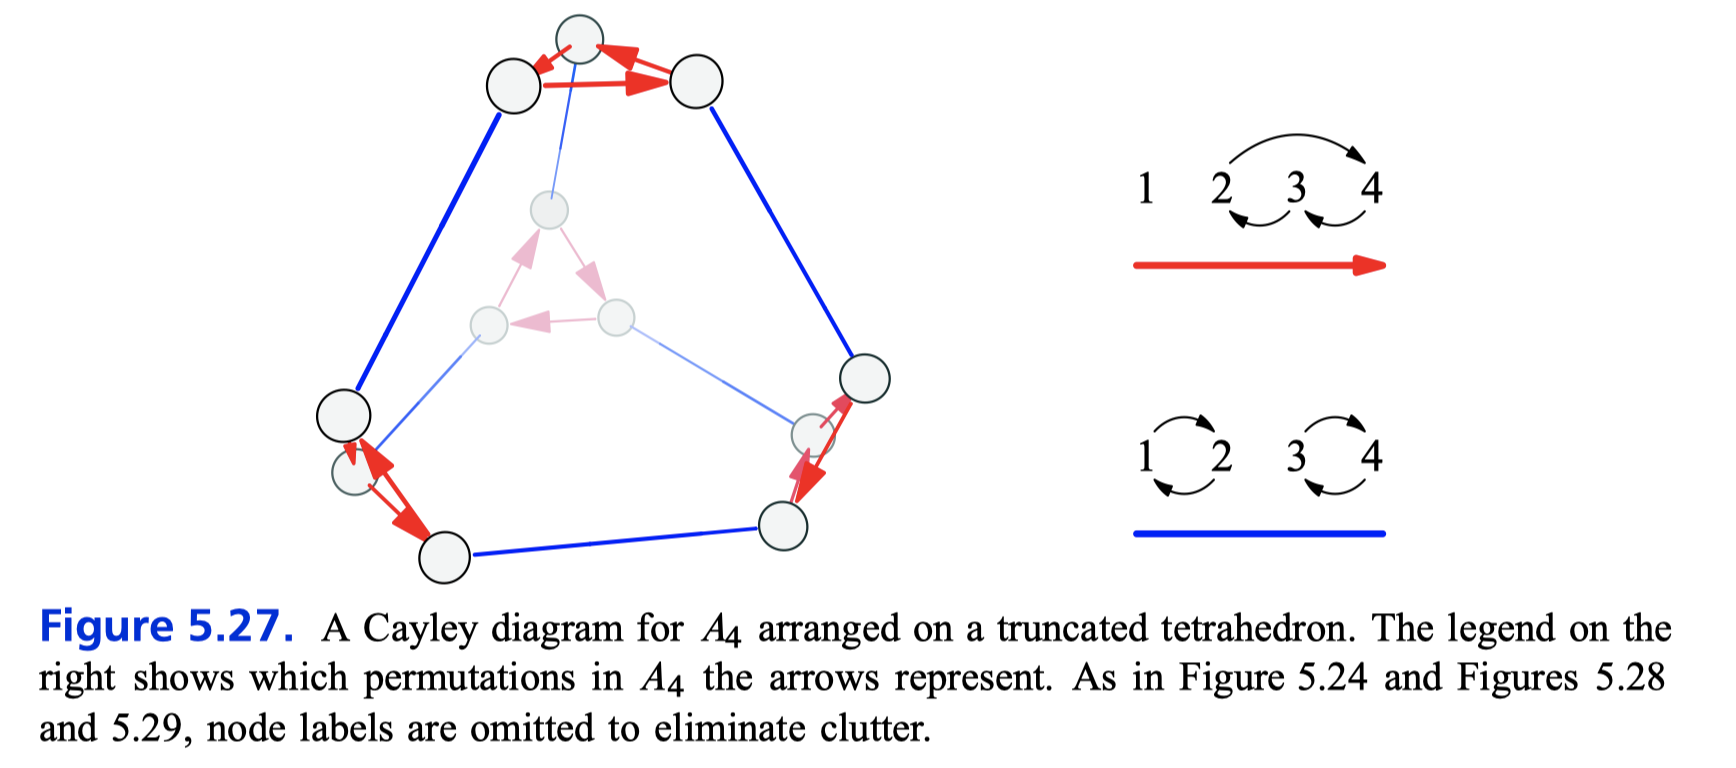 1 2 3 4
1 2 3 4
Figure 5.27. A Cayley diagram for A4 arranged on a truncated tetrahedron. The legend on the
right shows which permutations in A4 the arrows represent. As in Figure 5.24 and Figures 5.28
and 5.29, node labels are omitted to eliminate clutter.